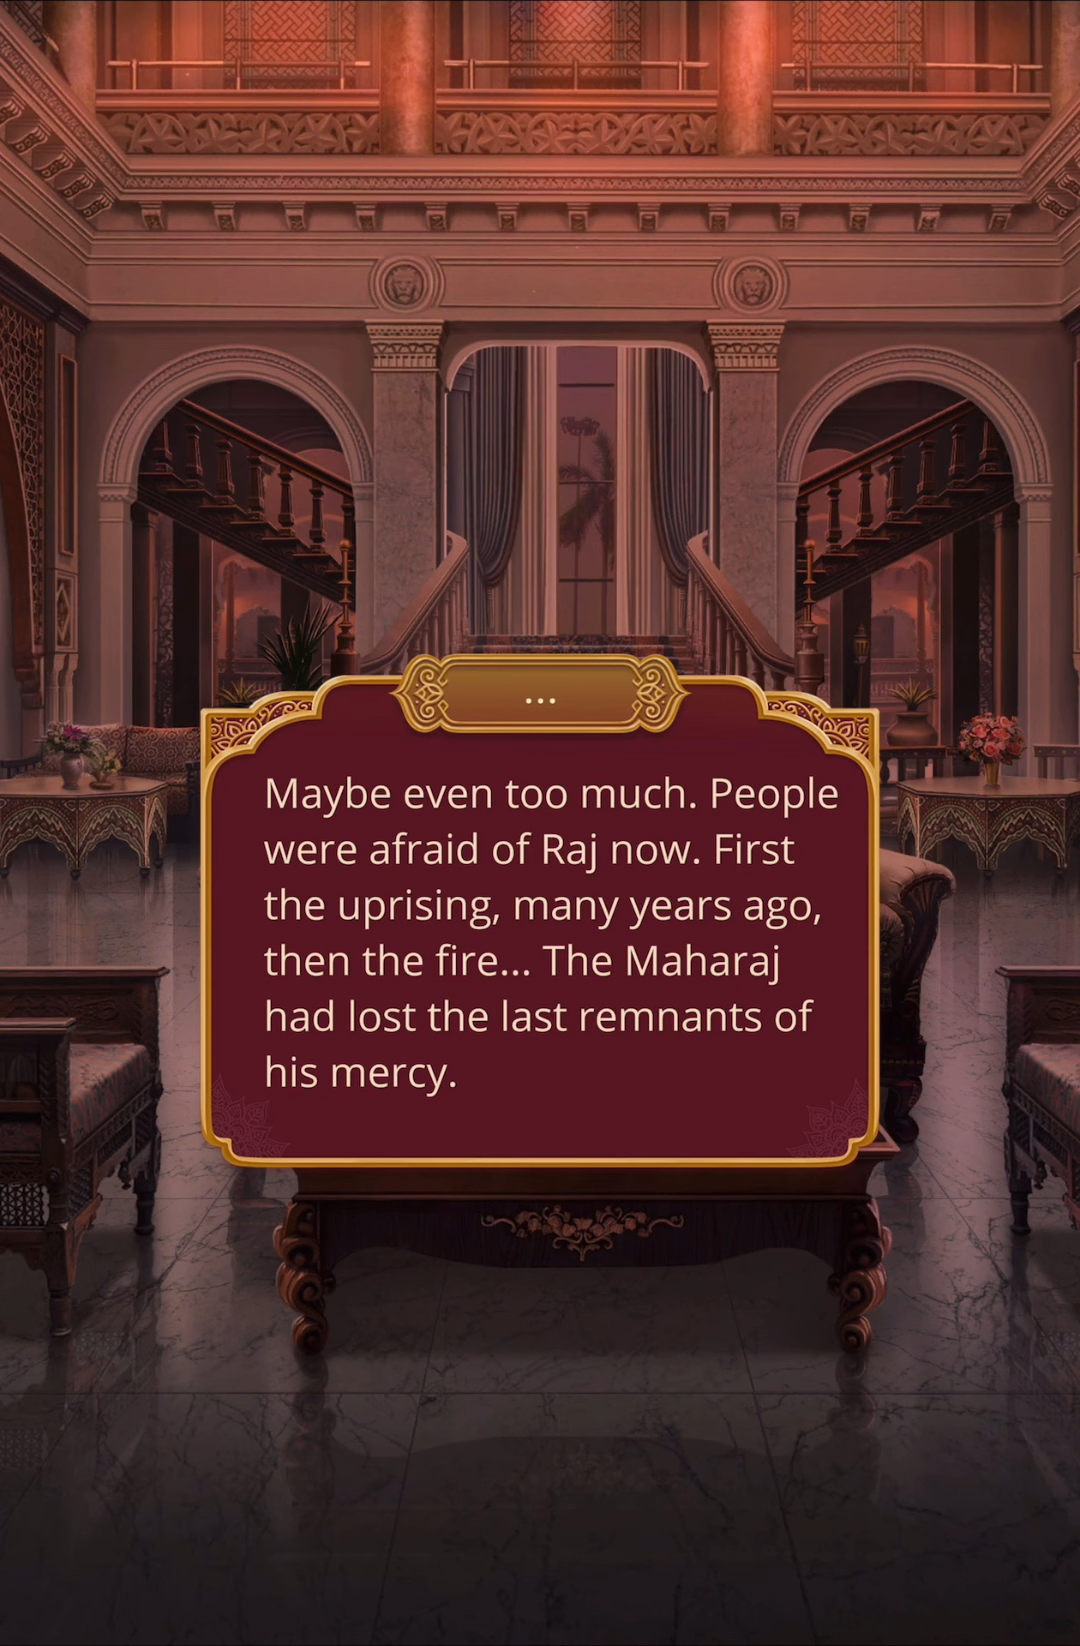 ...
Maybe even too much. People
were afraid of Raj now. First
the uprising, many years ago,
then the fire... The Maharaj
had lost the last remnants of
his mercy.